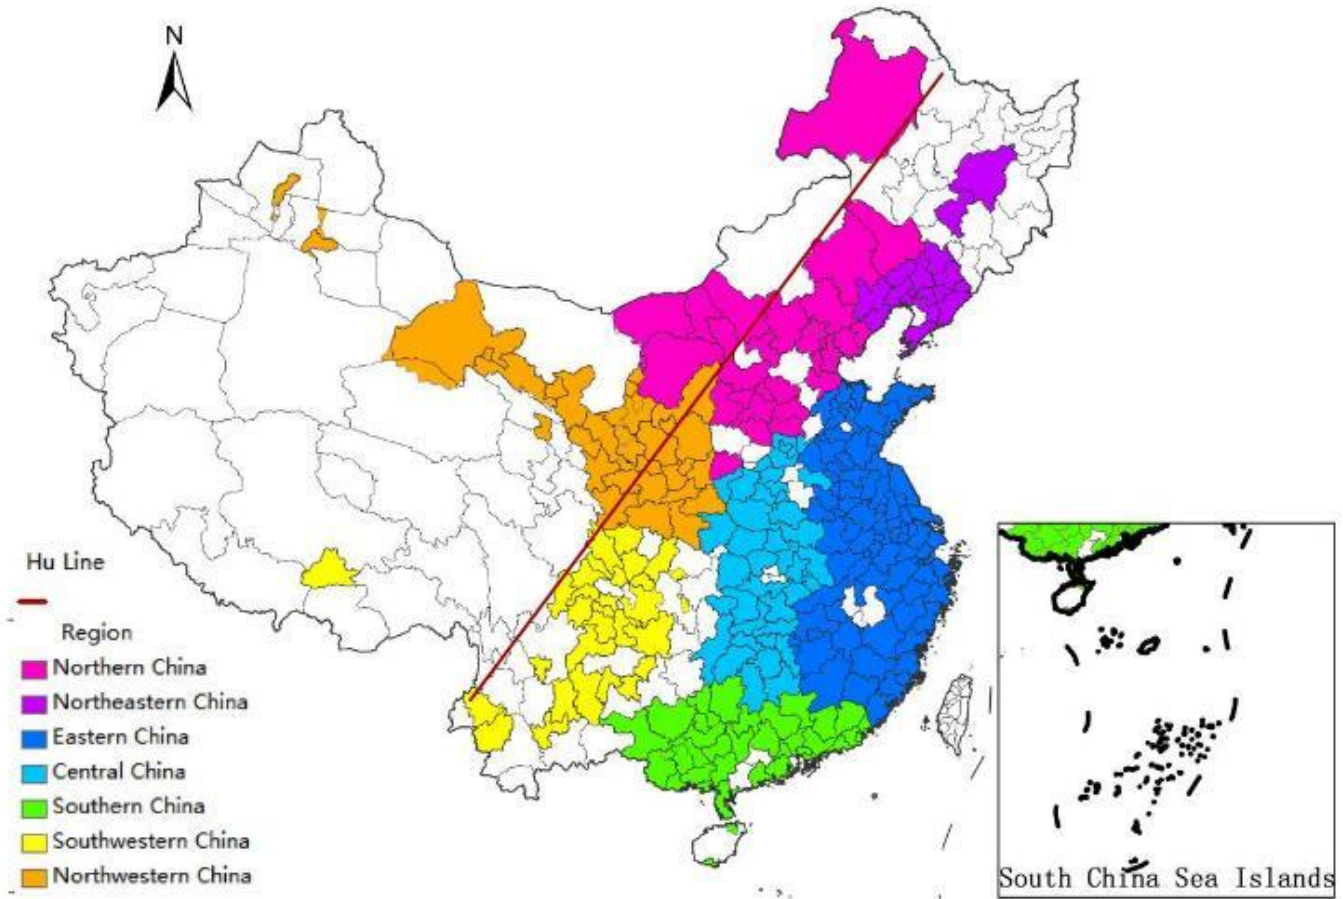 N
Hu Line
Region
Northern China
Northeastern China
Eastern China
Central China
Southern China
Southwestern China
Northwestern China
South China Sea Islands